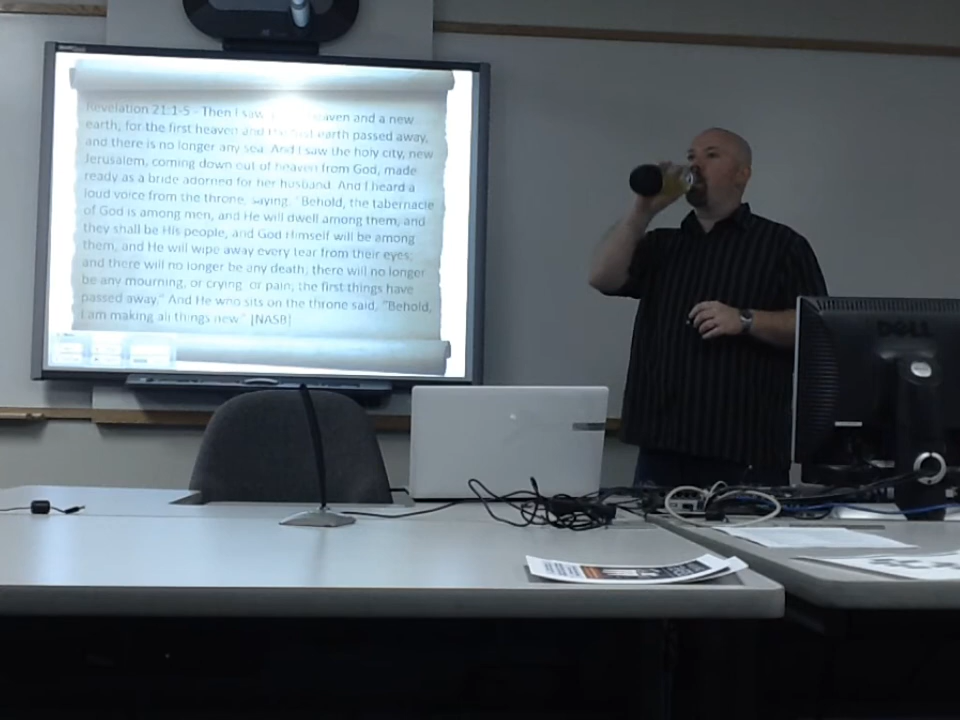 Revelation 21:1-5 - Then I saw heaven and a new
earth, for the first heaven and the first earth passed away,
and there is no longer any sea. And I saw the holy city, new
Jerusalem, coming down out of heaven from God, made
ready as a bride adorned for her husband. And I heard a
loud voice from the throne, saying, "Behold, the tabernacle
of God is among men, and He will dwell among them, and
they shall be His people, and God Himself will be among
them, and He will wipe away every tear from their eyes;
and there will no longer be any death, there will no longer
be any mourning, or crying, or pain, the first things have
passed away." And He who sits on the throne said, "Behold,
I am making all things new" [NASB]
DELL